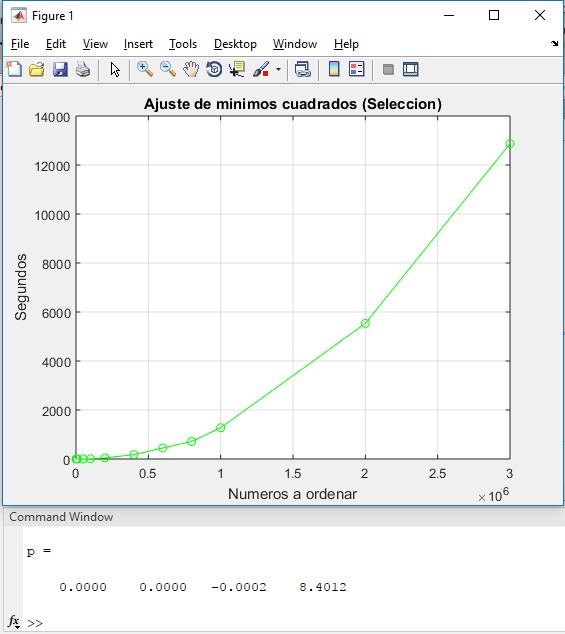 Figure 1
File Edit View Insert Tools Desktop Window Help
Ajuste de minimos cuadrados (Seleccion)
14000
12000
10000
8000
6000
4000
2000
0
Segundos
0 0.5 1 1.5 2 2.5 3
Numeros a ordenar
×10^6
Command Window
p =
0.0000 0.0000 -0.0002 8.4012
fx >>